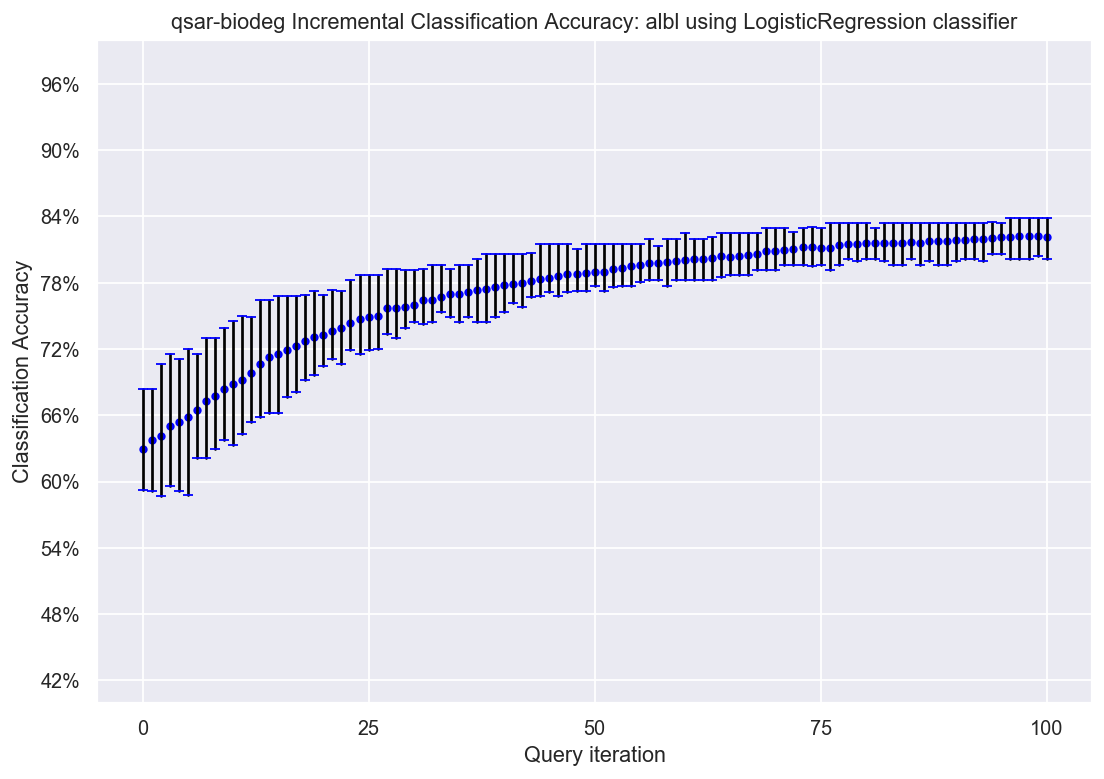 qsar-biodeg Incremental Classification Accuracy: albl using LogisticRegression classifier
96%
90%
84%
78%
72%
66%
60%
54%
48%
42%
Classification Accuracy
0 25 50 75 100
Query iteration